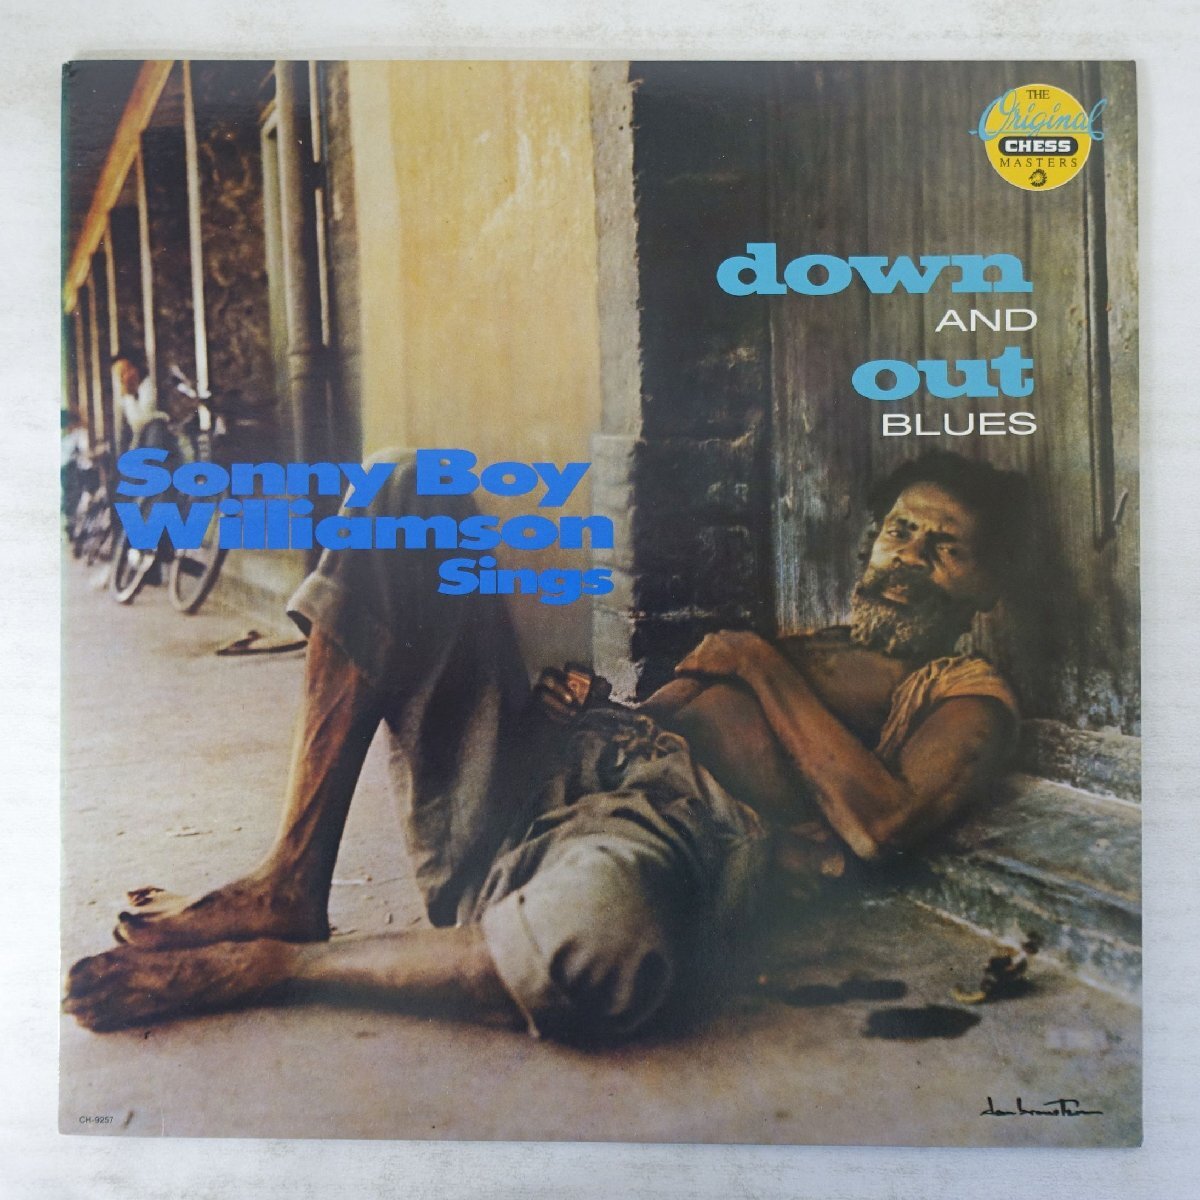 THE
Original
CHESS
MASTERS
down
AND
out
BLUES
Sonny Boy
Williamson
Sings
CH-9257